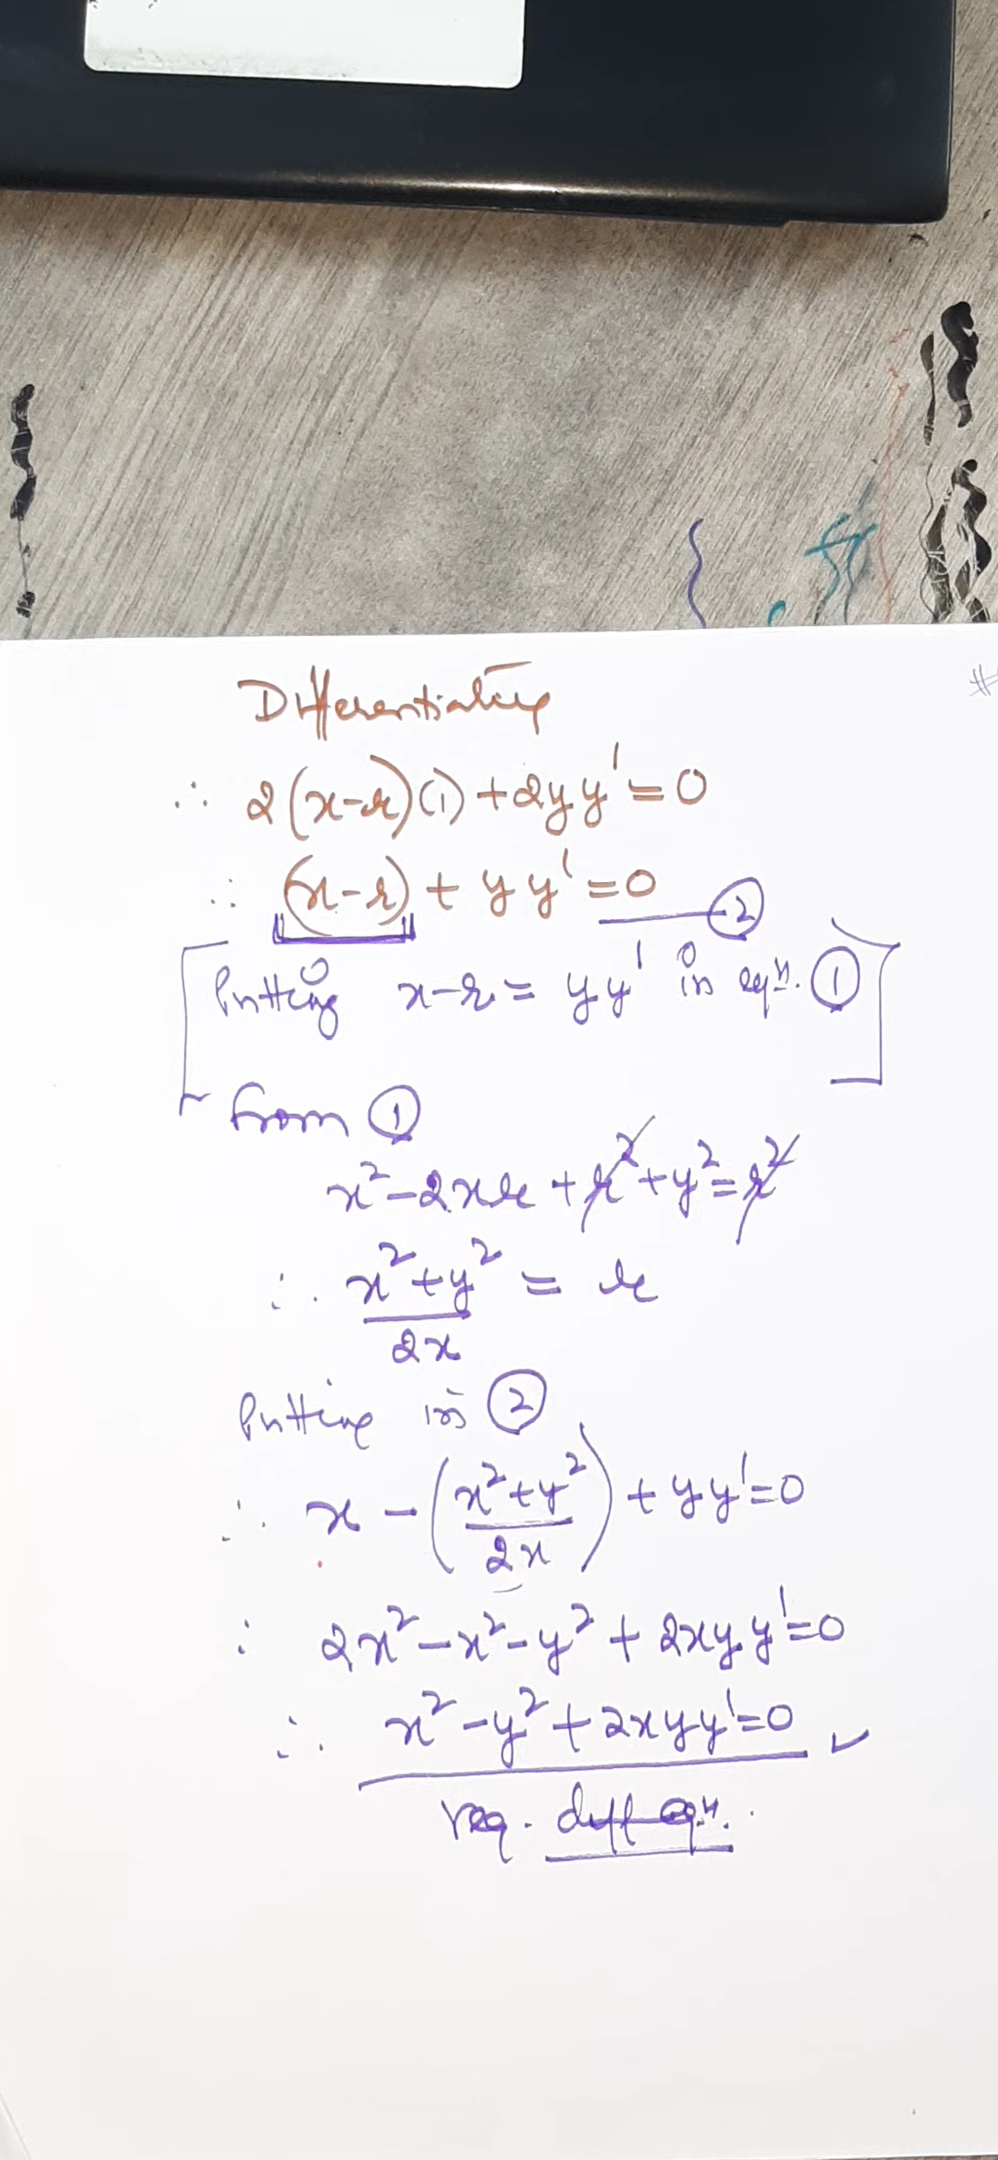 Differentiating
∴ 2(x-r)(1) + 2yy' = 0
∴ (x-r) + yy' = 0 — ②
Putting x-r = yy' in eqⁿ. ①
from ①
x² - 2xr + r² + y² = r²
∴ x² + y² / 2x = r
Putting in ②
∴ x - (x² + y² / 2x) + yy' = 0
: 2x² - x² - y² + 2xyy' = 0
∴ x² - y² + 2xyy' = 0 ✓
req. diff eqⁿ.